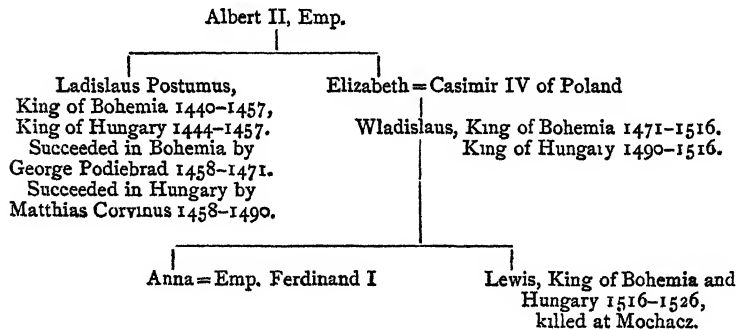 Albert II, Emp.
Ladislaus Postumus,
King of Bohemia 1440–1457,
King of Hungary 1444–1457.
Succeeded in Bohemia by
George Podiebrad 1458–1471.
Succeeded in Hungary by
Matthias Corvinus 1458–1490.
Elizabeth = Casimir IV of Poland
Wladislaus, King of Bohemia 1471–1516.
King of Hungary 1490–1516.
Anna = Emp. Ferdinand I
Lewis, King of Bohemia and
Hungary 1516–1526,
killed at Mochacz.